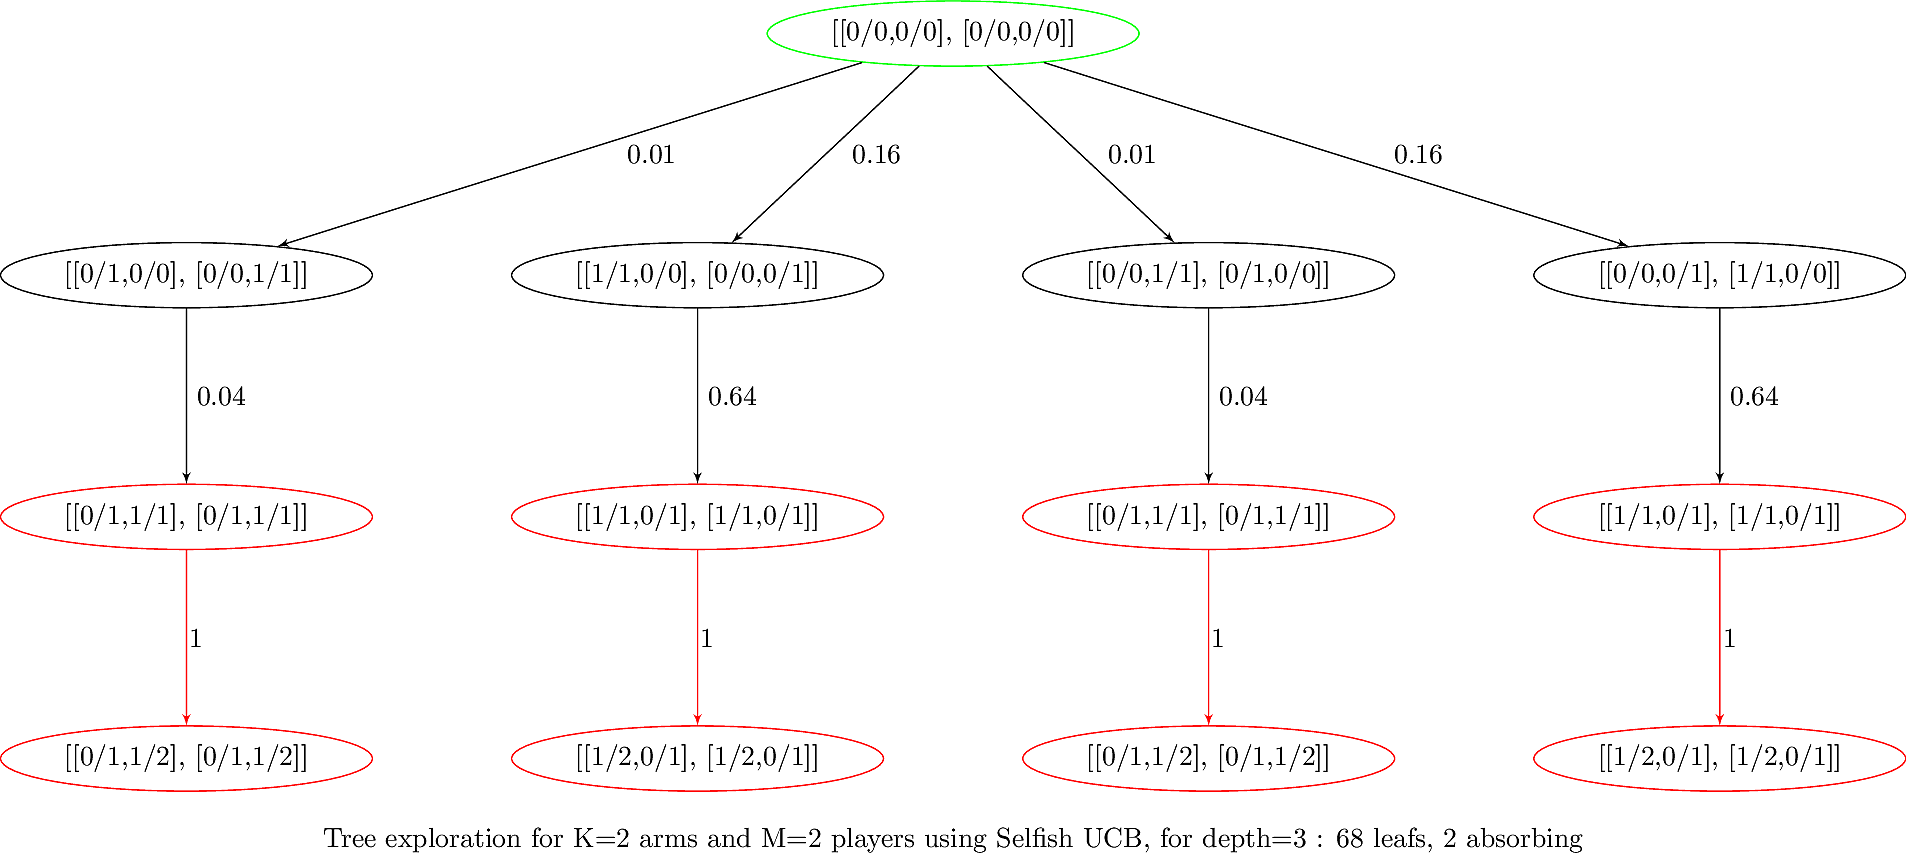 [[0/0,0/0], [0/0,0/0]]
0.01 0.16 0.01 0.16
[[0/1,0/0], [0/0,1/1]] [[1/1,0/0], [0/0,0/1]] [[0/0,1/1], [0/1,0/0]] [[0/0,0/1], [1/1,0/0]]
0.04 0.64 0.04 0.64
[[0/1,1/1], [0/1,1/1]] [[1/1,0/1], [1/1,0/1]] [[0/1,1/1], [0/1,1/1]] [[1/1,0/1], [1/1,0/1]]
1 1 1 1
[[0/1,1/2], [0/1,1/2]] [[1/2,0/1], [1/2,0/1]] [[0/1,1/2], [0/1,1/2]] [[1/2,0/1], [1/2,0/1]]
Tree exploration for K=2 arms and M=2 players using Selfish UCB, for depth=3 : 68 leafs, 2 absorbing